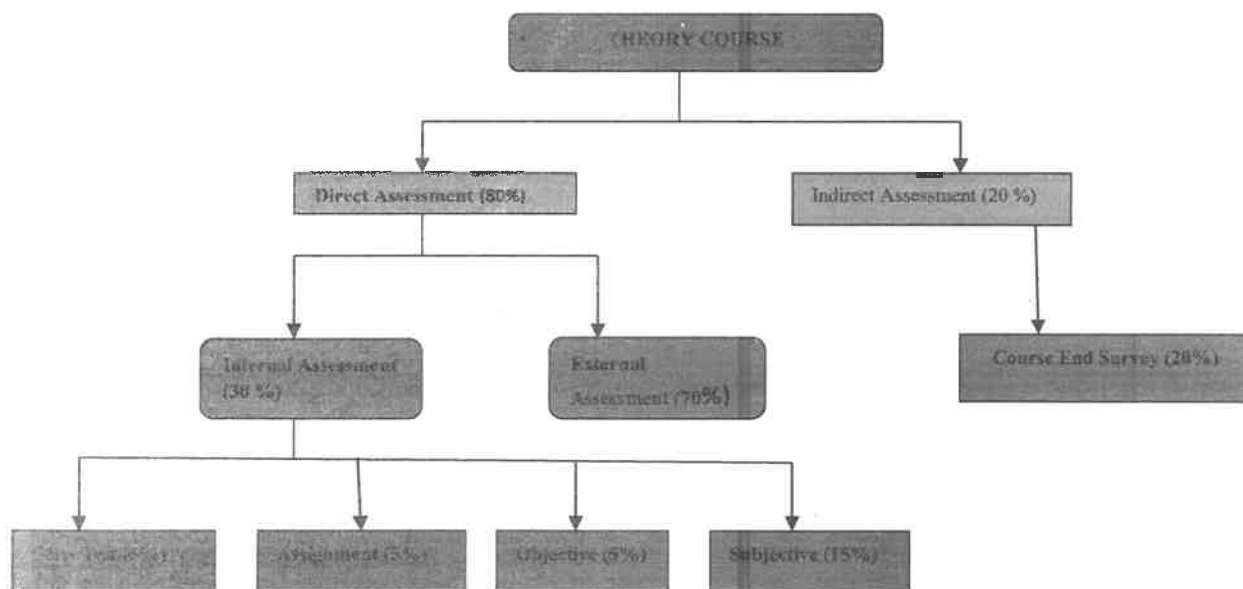 THEORY COURSE
Direct Assessment (80%)
Indirect Assessment (20 %)
Internal Assessment
(30 %)
External
Assessment (70%)
Course End Survey (20%)
Assignment (5%)
Objective (5%)
Subjective (15%)